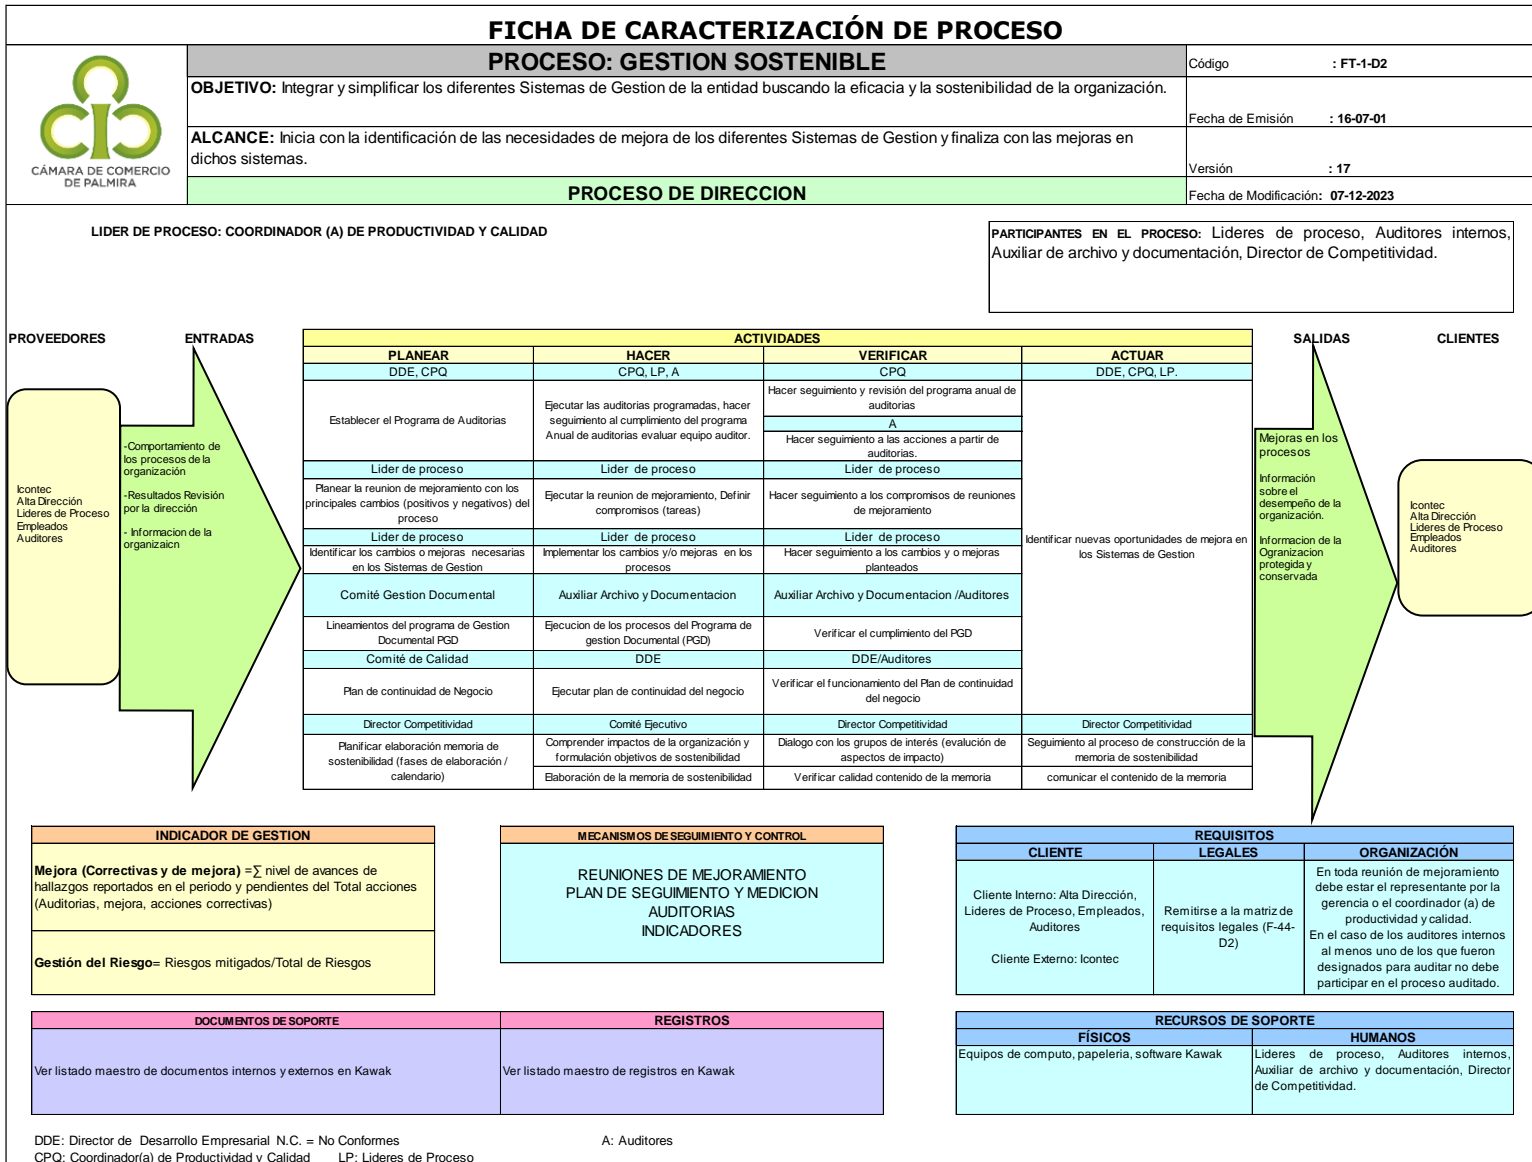 FICHA DE CARACTERIZACIÓN DE PROCESO
CÁMARA DE COMERCIO
DE PALMIRA
PROCESO: GESTION SOSTENIBLE
OBJETIVO: Integrar y simplificar los diferentes Sistemas de Gestion de la entidad buscando la eficacia y la sostenibilidad de la organización.
ALCANCE: Inicia con la identificación de las necesidades de mejora de los diferentes Sistemas de Gestion y finaliza con las mejoras en
dichos sistemas.
PROCESO DE DIRECCION
Código : FT-1-D2
Fecha de Emisión : 16-07-01
Versión : 17
Fecha de Modificación: 07-12-2023
LIDER DE PROCESO: COORDINADOR (A) DE PRODUCTIVIDAD Y CALIDAD
PARTICIPANTES EN EL PROCESO: Lideres de proceso, Auditores internos,
Auxiliar de archivo y documentación, Director de Competitividad.
PROVEEDORES
Icontec
Alta Dirección
Lideres de Proceso
Empleados
Auditores
ENTRADAS
-Comportamiento de
los procesos de la
organización
-Resultados Revisión
por la dirección
- Informacion de la
organizaicn
ACTIVIDADES
PLANEAR HACER VERIFICAR ACTUAR
DDE, CPQ CPQ, LP, A CPQ DDE, CPQ, LP.
Establecer el Programa de Auditorias
Ejecutar las auditorias programadas, hacer
seguimiento al cumplimiento del programa
Anual de auditorias evaluar equipo auditor.
Hacer seguimiento y revisión del programa anual de
auditorias
A
Hacer seguimiento a las acciones a partir de
auditorias.
Lider de proceso Lider de proceso Lider de proceso
Planear la reunion de mejoramiento con los
principales cambios (positivos y negativos) del
proceso
Ejecutar la reunion de mejoramiento, Definir
compromisos (tareas)
Hacer seguimiento a los compromisos de reuniones
de mejoramiento
Lider de proceso Lider de proceso Lider de proceso
Identificar los cambios o mejoras necesarias
en los Sistemas de Gestion
Implementar los cambios y/o mejoras en los
procesos
Hacer seguimiento a los cambios y o mejoras
planteados
Identificar nuevas oportunidades de mejora en
los Sistemas de Gestion
Comité Gestion Documental Auxiliar Archivo y Documentacion Auxiliar Archivo y Documentacion /Auditores
Lineamientos del programa de Gestion
Documental PGD
Ejecucion de los procesos del Programa de
gestion Documental (PGD)
Verificar el cumplimiento del PGD
Comité de Calidad DDE DDE/Auditores
Plan de continuidad de Negocio
Ejecutar plan de continuidad del negocio
Verificar el funcionamiento del Plan de continuidad
del negocio
Director Competitividad Comité Ejecutivo Director Competitividad Director Competitividad
Planificar elaboración memoria de
sostenibilidad (fases de elaboración /
calendario)
Comprender impactos de la organización y
formulación objetivos de sostenibilidad
Dialogo con los grupos de interés (evalución de
aspectos de impacto)
Seguimiento al proceso de construcción de la
memoria de sostenibilidad
Elaboración de la memoria de sostenibilidad
Verificar calidad contenido de la memoria
comunicar el contenido de la memoria
SALIDAS
Mejoras en los
procesos
Información
sobre el
desempeño de la
organización.
Informacion de la
Ogranizacion
protegida y
conservada
CLIENTES
Icontec
Alta Dirección
Lideres de Proceso
Empleados
Auditores
INDICADOR DE GESTION
Mejora (Correctivas y de mejora) =∑ nivel de avances de
hallazgos reportados en el periodo y pendientes del Total acciones
(Auditorias, mejora, acciones correctivas)
Gestión del Riesgo= Riesgos mitigados/Total de Riesgos
MECANISMOS DE SEGUIMIENTO Y CONTROL
REUNIONES DE MEJORAMIENTO
PLAN DE SEGUIMIENTO Y MEDICION
AUDITORIAS
INDICADORES
REQUISITOS
CLIENTE LEGALES ORGANIZACIÓN
Cliente Interno: Alta Dirección,
Lideres de Proceso, Empleados,
Auditores
Cliente Externo: Icontec
Remitirse a la matriz de
requisitos legales (F-44-
D2)
En toda reunión de mejoramiento
debe estar el representante por la
gerencia o el coordinador (a) de
productividad y calidad.
En el caso de los auditores internos
al menos uno de los que fueron
designados para auditar no debe
participar en el proceso auditado.
DOCUMENTOS DE SOPORTE REGISTROS
Ver listado maestro de documentos internos y externos en Kawak
Ver listado maestro de registros en Kawak
RECURSOS DE SOPORTE
FÍSICOS HUMANOS
Equipos de computo, papeleria, software Kawak
Lideres de proceso, Auditores internos,
Auxiliar de archivo y documentación, Director
de Competitividad.
DDE: Director de Desarrollo Empresarial N.C. = No Conformes A: Auditores
CPQ: Coordinador(a) de Productividad y Calidad LP: Lideres de Proceso